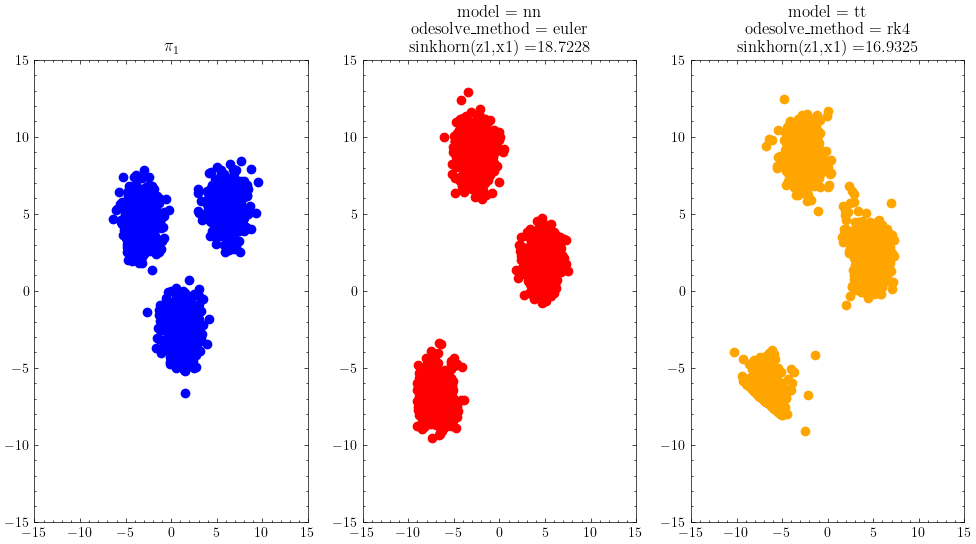 π₁
15
10
5
0
−5
−10
−15
−15 −10 −5 0 5 10 15
model = nn
odesolve_method = euler
sinkhorn(z1,x1) =18.7228
15
10
5
0
−5
−10
−15
−15 −10 −5 0 5 10 15
model = tt
odesolve_method = rk4
sinkhorn(z1,x1) =16.9325
15
10
5
0
−5
−10
−15
−15 −10 −5 0 5 10 15